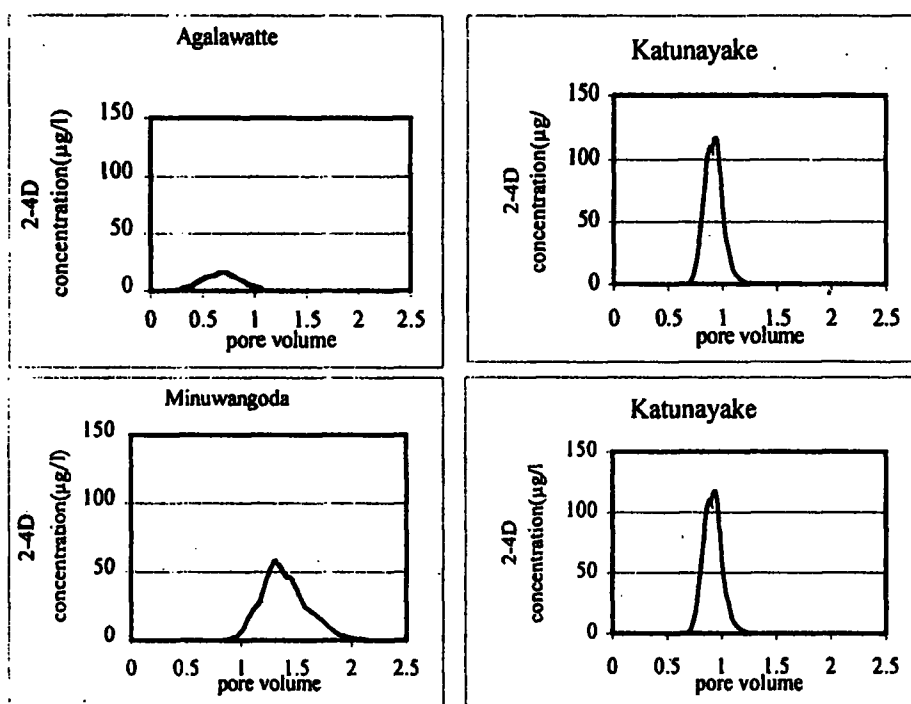 Agalawatte
2-4D
concentration(µg/l)
150
100
50
0
0 0.5 1 1.5 2 2.5
pore volume
Katunayake
2-4D
concentration(µg/
150
100
50
0
0 0.5 1 1.5 2 2.5
pore volume
Minuwangoda
2-4D
concentration(µg/l)
150
100
50
0
0 0.5 1 1.5 2 2.5
pore volume
Katunayake
2-4D
concentration(µg/l
150
100
50
0
0 0.5 1 1.5 2 2.5
pore volume